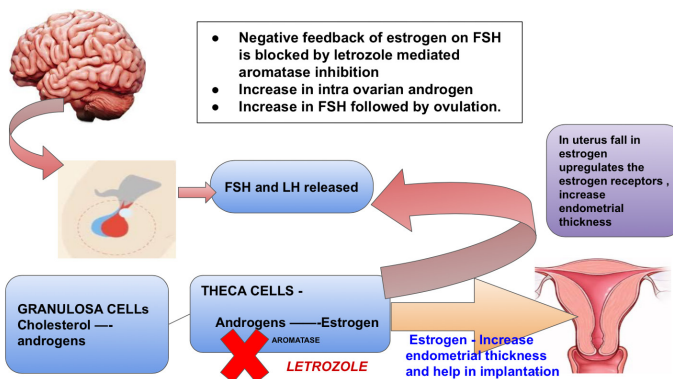 ● Negative feedback of estrogen on FSH
is blocked by letrozole mediated
aromatase inhibition
● Increase in intra ovarian androgen
● Increase in FSH followed by ovulation.
In uterus fall in
estrogen
upregulates the
estrogen receptors ,
increase
endometrial
thickness
FSH and LH released
GRANULOSA CELLs
Cholesterol —-
androgens
THECA CELLS -
Androgens ——-Estrogen
AROMATASE
LETROZOLE
Estrogen - Increase
endometrial thickness
and help in implantation